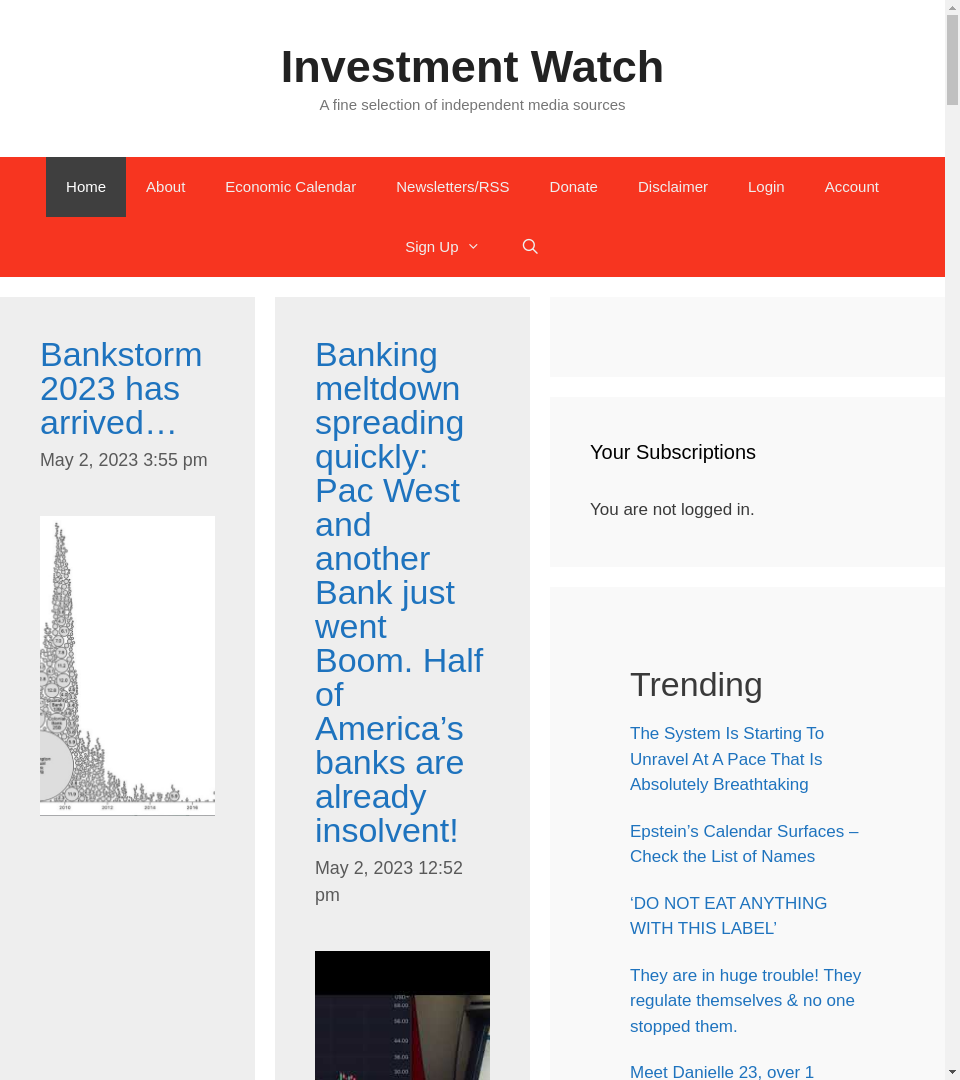 Investment Watch
A fine selection of independent media sources
Home
About
Economic Calendar
Newsletters/RSS
Donate
Disclaimer
Login
Account
Sign Up
Bankstorm
2023 has
arrived…
May 2, 2023 3:55 pm
2010 2012 2014 2016
Banking
meltdown
spreading
quickly:
Pac West
and
another
Bank just
went
Boom. Half
of
America’s
banks are
already
insolvent!
May 2, 2023 12:52
pm
Your Subscriptions
You are not logged in.
Trending
The System Is Starting To
Unravel At A Pace That Is
Absolutely Breathtaking
Epstein’s Calendar Surfaces –
Check the List of Names
‘DO NOT EAT ANYTHING
WITH THIS LABEL’
They are in huge trouble! They
regulate themselves & no one
stopped them.
Meet Danielle 23, over 1